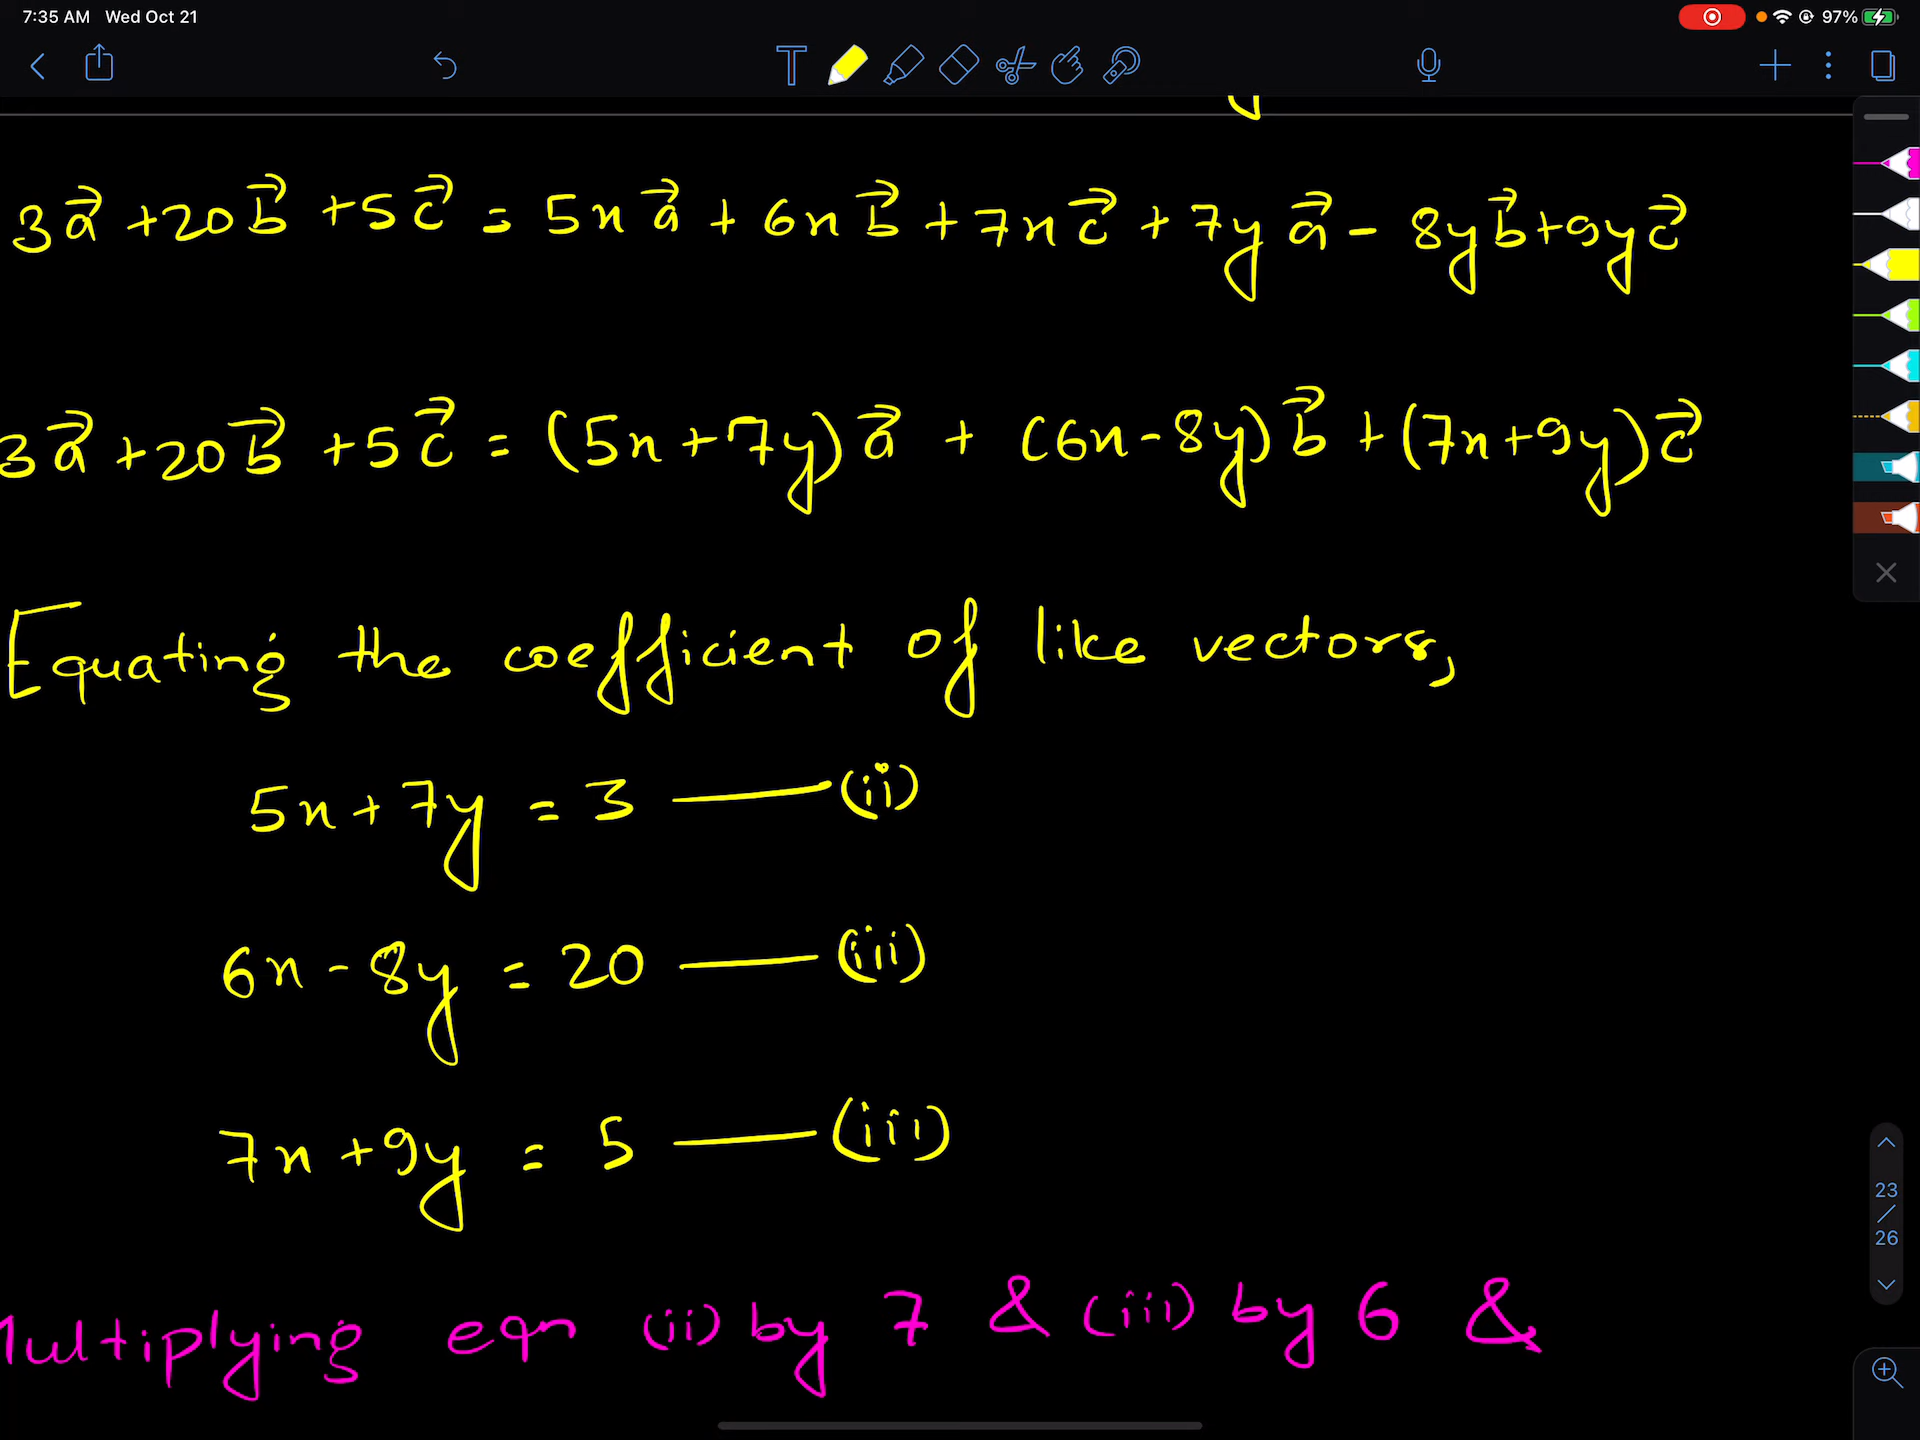 7:35 AM Wed Oct 21
97%
3a⃗ + 20b⃗ + 5c⃗ = 5x a⃗ + 6x b⃗ + 7x c⃗ + 7y a⃗ - 8y b⃗ + 9y c⃗
3a⃗ + 20b⃗ + 5c⃗ = (5x + 7y) a⃗ + (6x - 8y) b⃗ + (7x + 9y) c⃗
Equating the coefficient of like vectors,
5x + 7y = 3 —— (ii)
6x - 8y = 20 —— (iii)
7x + 9y = 5 —— (iii)
Multiplying eqn (ii) by 7 & (iii) by 6 &
23
/
26